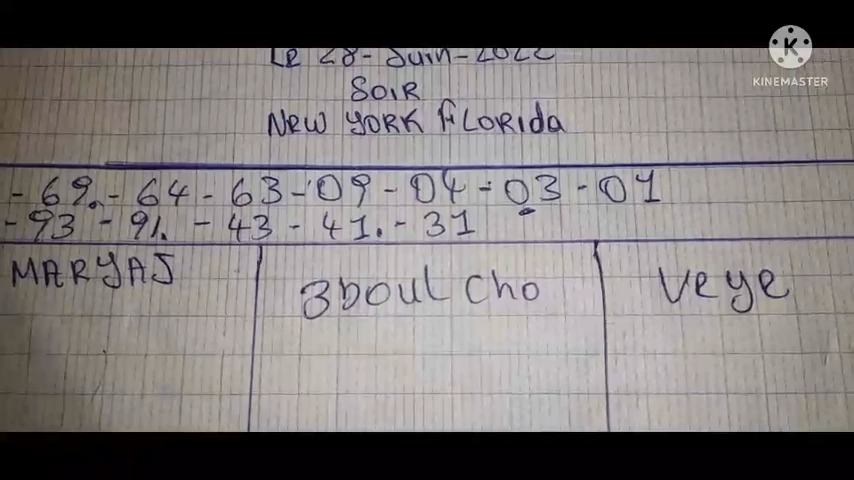 Le 28-Juin-2022
SOIR
NEW YORK FLORIDA
- 69. - 64 - 63 - 09 - 04 - 03 - 01
- 93 - 91. - 43 - 41. - 31
MARYAJ
3boul cho
veye
KINEMASTER